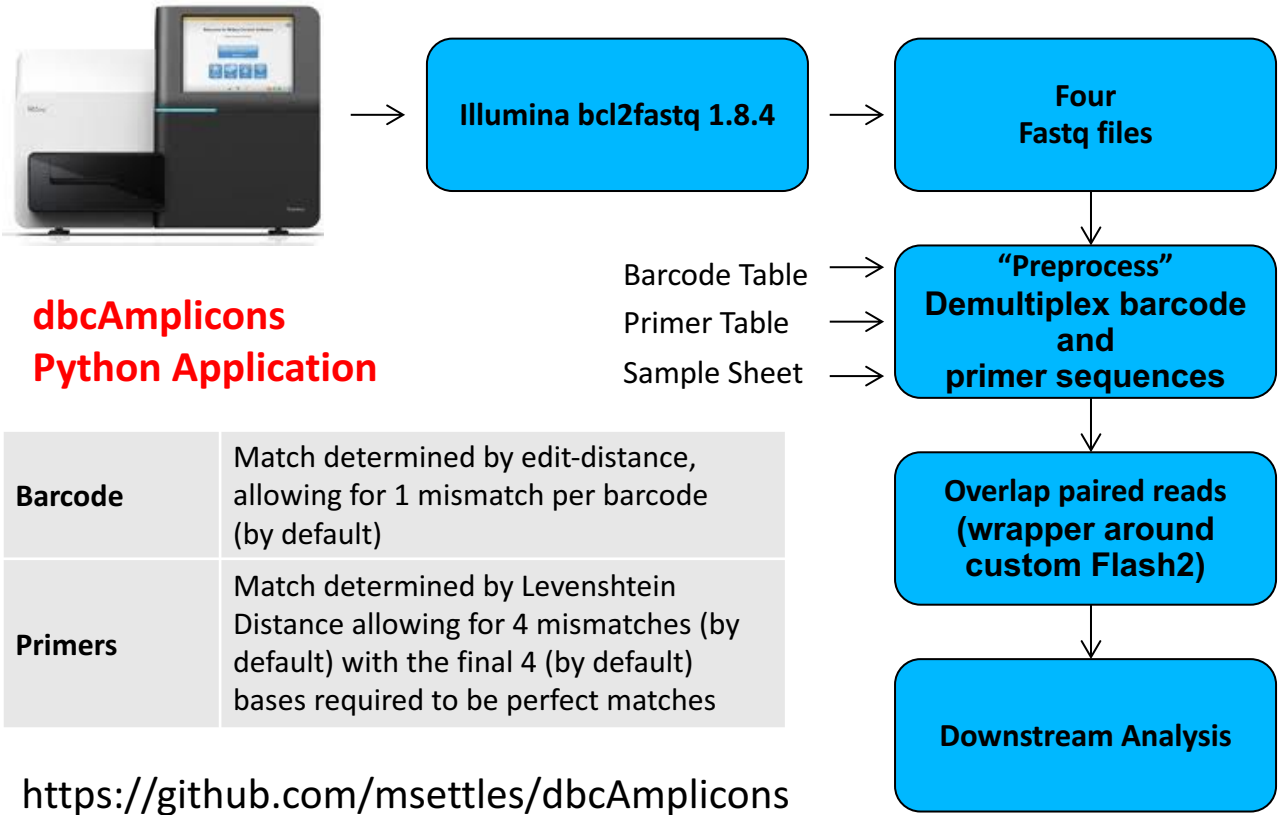 Illumina bcl2fastq 1.8.4
Four
Fastq files
dbcAmplicons
Python Application
Barcode Table
Primer Table
Sample Sheet
“Preprocess”
Demultiplex barcode
and
primer sequences
Barcode
Match determined by edit-distance,
allowing for 1 mismatch per barcode
(by default)
Primers
Match determined by Levenshtein
Distance allowing for 4 mismatches (by
default) with the final 4 (by default)
bases required to be perfect matches
Overlap paired reads
(wrapper around
custom Flash2)
Downstream Analysis
https://github.com/msettles/dbcAmplicons